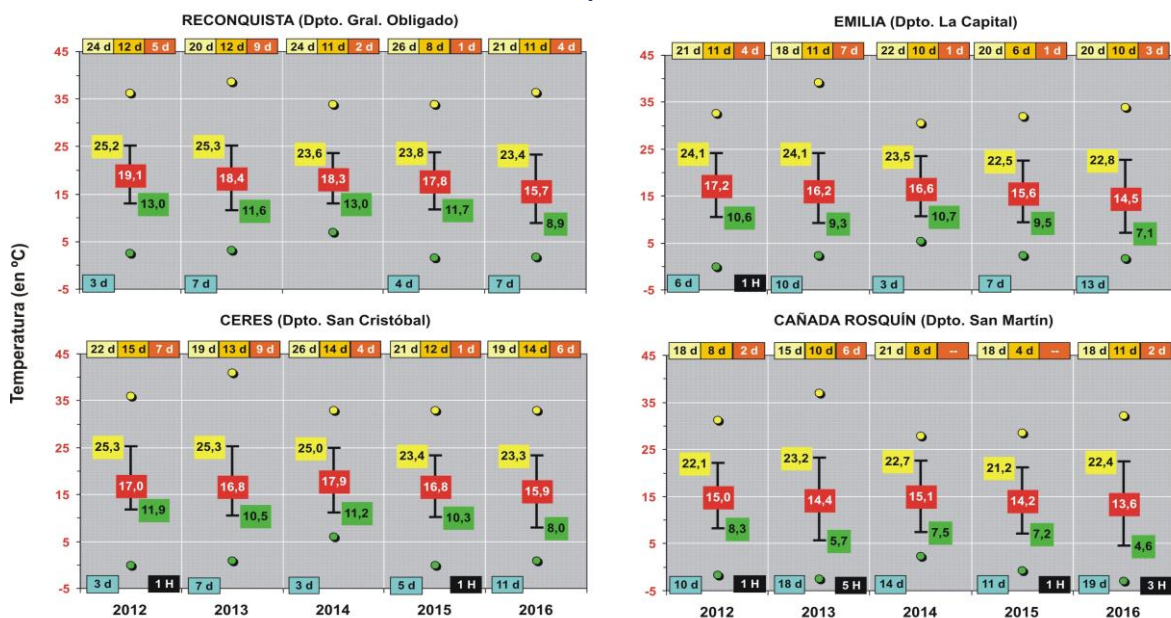 RECONQUISTA (Dpto. Gral. Obligado)
24 d 12 d 5 d 20 d 12 d 9 d 24 d 11 d 2 d 26 d 8 d 1 d 21 d 11 d 4 d
45
35
25
15
5
-5
25,2 25,3 23,6 23,8 23,4
19,1 18,4 18,3 17,8 15,7
13,0 11,6 13,0 11,7 8,9
3 d 7 d 4 d 7 d
EMILIA (Dpto. La Capital)
21 d 11 d 4 d 18 d 11 d 7 d 22 d 10 d 1 d 20 d 6 d 1 d 20 d 10 d 3 d
45
35
25
15
5
-5
24,1 24,1 23,5 22,5 22,8
17,2 16,2 16,6 15,6 14,5
10,6 9,3 10,7 9,5 7,1
6 d 1 H 10 d 3 d 7 d 13 d
Temperatura (en ºC)
CERES (Dpto. San Cristóbal)
22 d 15 d 7 d 19 d 13 d 9 d 26 d 14 d 4 d 21 d 12 d 1 d 19 d 14 d 6 d
45
35
25
15
5
-5
25,3 25,3 25,0 23,4 23,3
17,0 16,8 17,9 16,8 15,9
11,9 10,5 11,2 10,3 8,0
3 d 1 H 7 d 3 d 5 d 1 H 11 d
2012 2013 2014 2015 2016
CAÑADA ROSQUÍN (Dpto. San Martín)
18 d 8 d 2 d 15 d 10 d 6 d 21 d 8 d -- 18 d 4 d -- 18 d 11 d 2 d
45
35
25
15
5
-5
22,1 23,2 22,7 21,2 22,4
15,0 14,4 15,1 14,2 13,6
8,3 5,7 7,5 7,2 4,6
10 d 1 H 18 d 5 H 14 d 11 d 1 H 19 d 3 H
2012 2013 2014 2015 2016